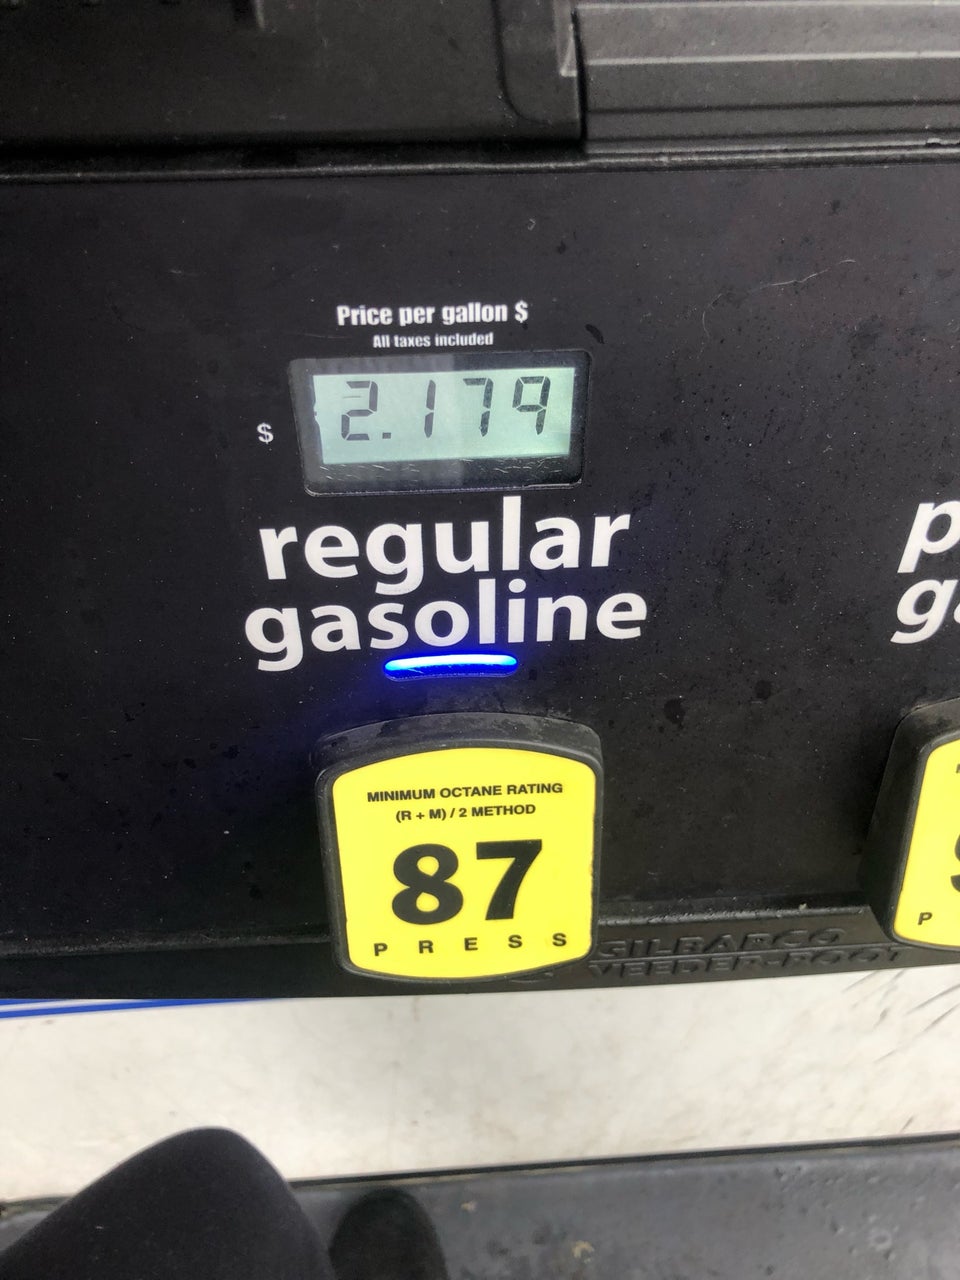 Price per gallon $
All taxes included
$ 2.179
regular
gasoline
MINIMUM OCTANE RATING
(R + M) / 2 METHOD
87
PRESS
GILBARCO
VEEDER-ROOT
p
ga
P